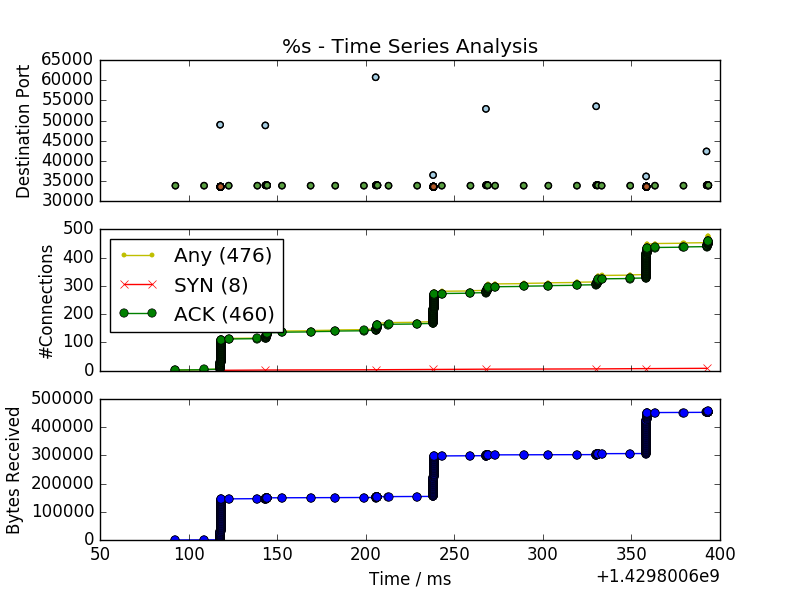 %s - Time Series Analysis
Destination Port
65000
60000
55000
50000
45000
40000
35000
30000
#Connections
500
400
300
200
100
0
Any (476)
SYN (8)
ACK (460)
Bytes Received
500000
400000
300000
200000
100000
0
50 100 150 200 250 300 350 400
Time / ms
+1.4298006e9